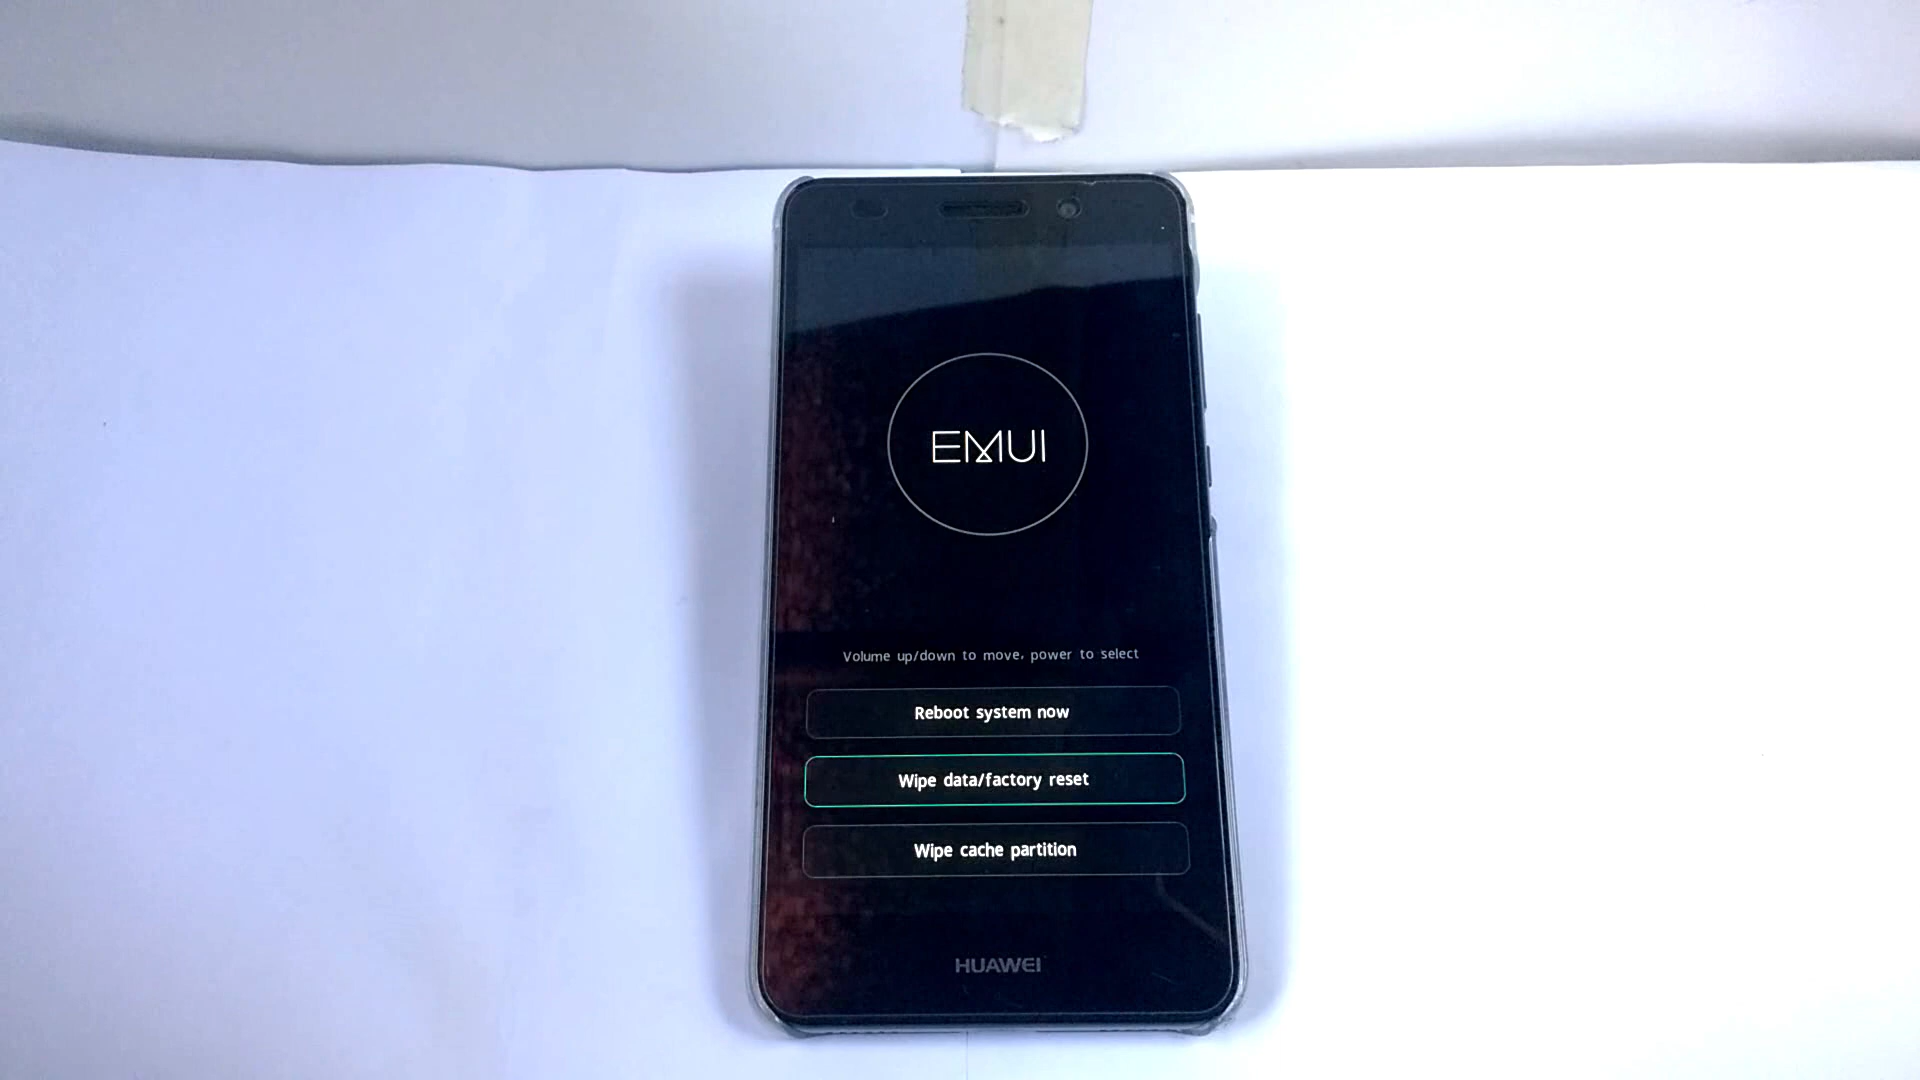 EMUI
Volume up/down to move, power to select
Reboot system now
Wipe data/factory reset
Wipe cache partition
HUAWEI